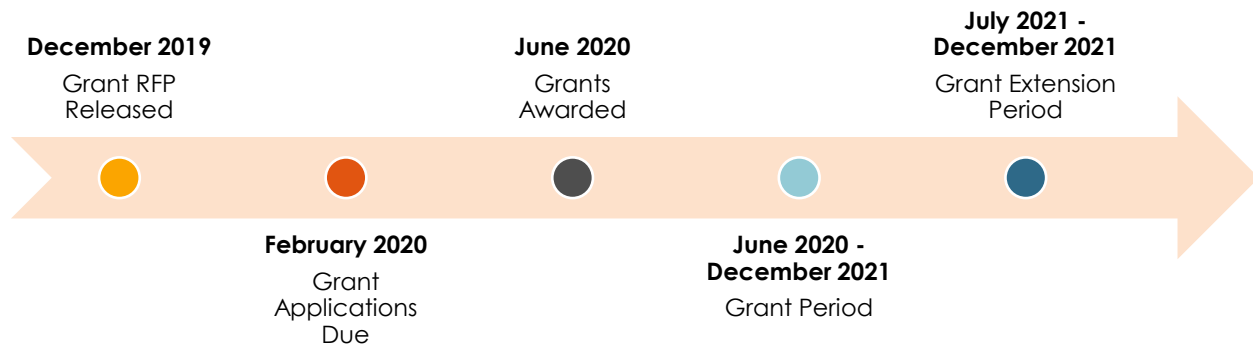 December 2019
Grant RFP
Released
February 2020
Grant
Applications
Due
June 2020
Grants
Awarded
June 2020 -
December 2021
Grant Period
July 2021 -
December 2021
Grant Extension
Period